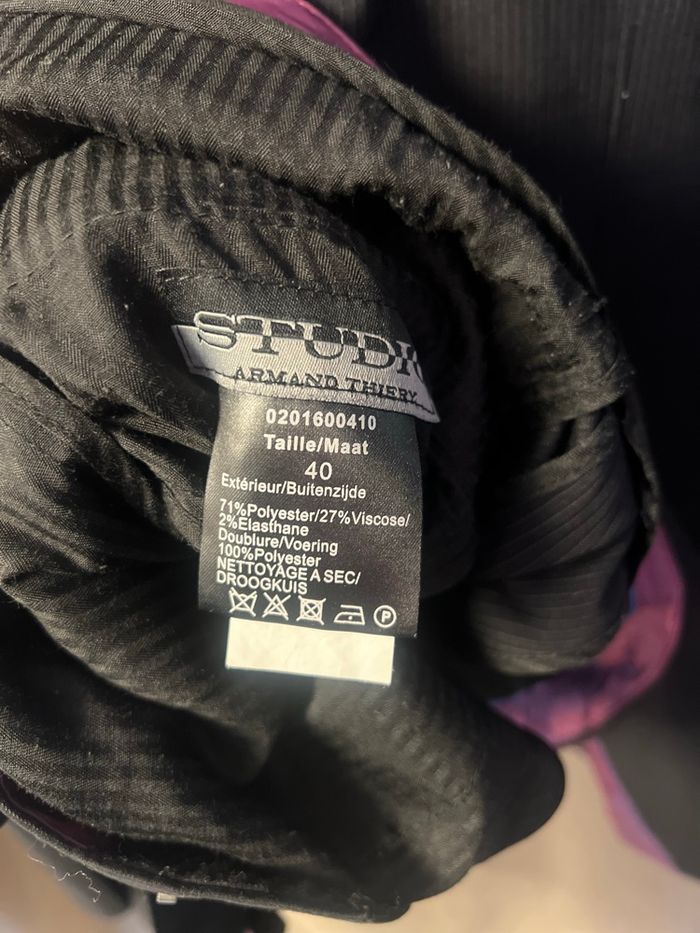 STUDIO
ARMAND THIERY
0201600410
Taille/Maat
40
Extérieur/Buitenzijde
71%Polyester/27%Viscose/
2%Elasthane
Doublure/Voering
100%Polyester
NETTOYAGE A SEC/
DROOGKUIS
P